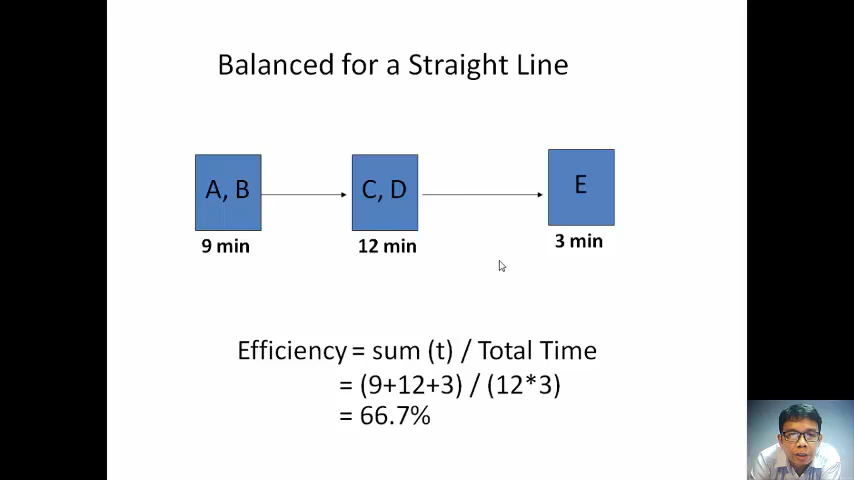 Balanced for a Straight Line
A, B
C, D
E
9 min
12 min
3 min
Efficiency = sum (t) / Total Time
= (9+12+3) / (12*3)
= 66.7%